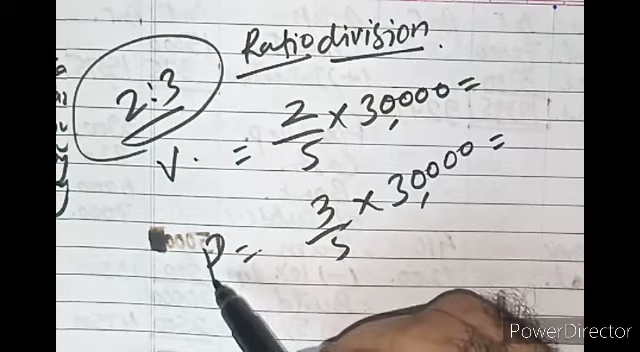 Ratio division.
2:3
V. = 2/5 × 30,000 =
P = 3/5 × 30,000 =
PowerDirector